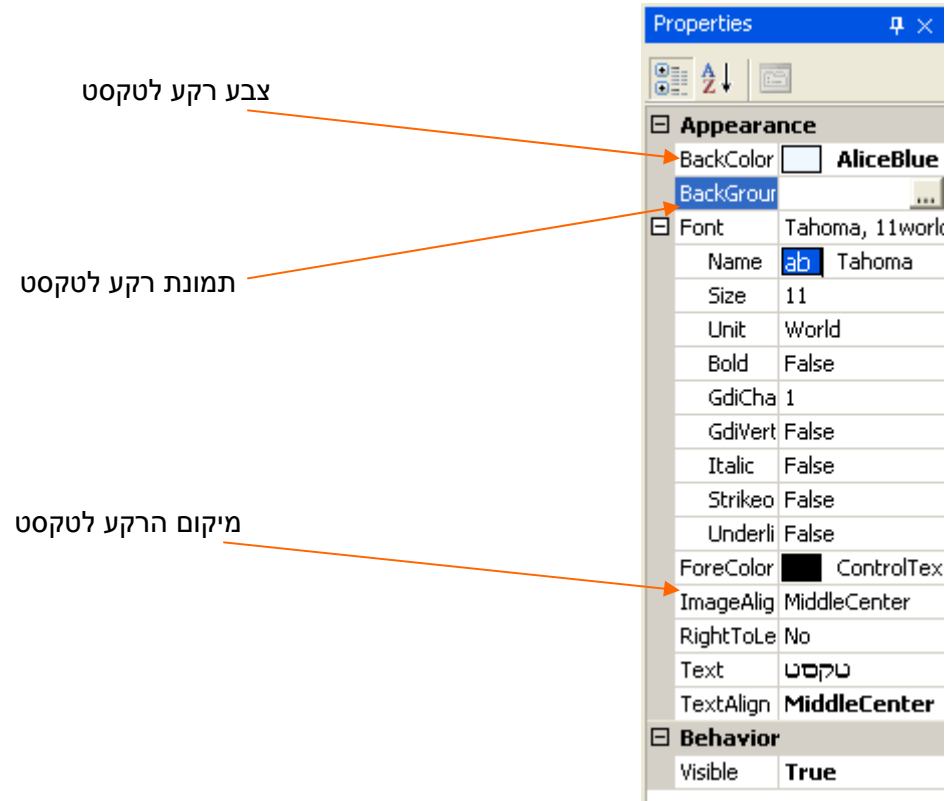 צבע רקע לטקסט
תמונת רקע לטקסט
מיקום הרקע לטקסט
Properties
Appearance
BackColor AliceBlue
BackGroun ...
Font Tahoma, 11world
Name ab Tahoma
Size 11
Unit World
Bold False
GdiCha 1
GdiVert False
Italic False
Strikeo False
Underli False
ForeColor ControlTex
ImageAlig MiddleCenter
RightToLe No
Text טקסט
TextAlign MiddleCenter
Behavior
Visible True